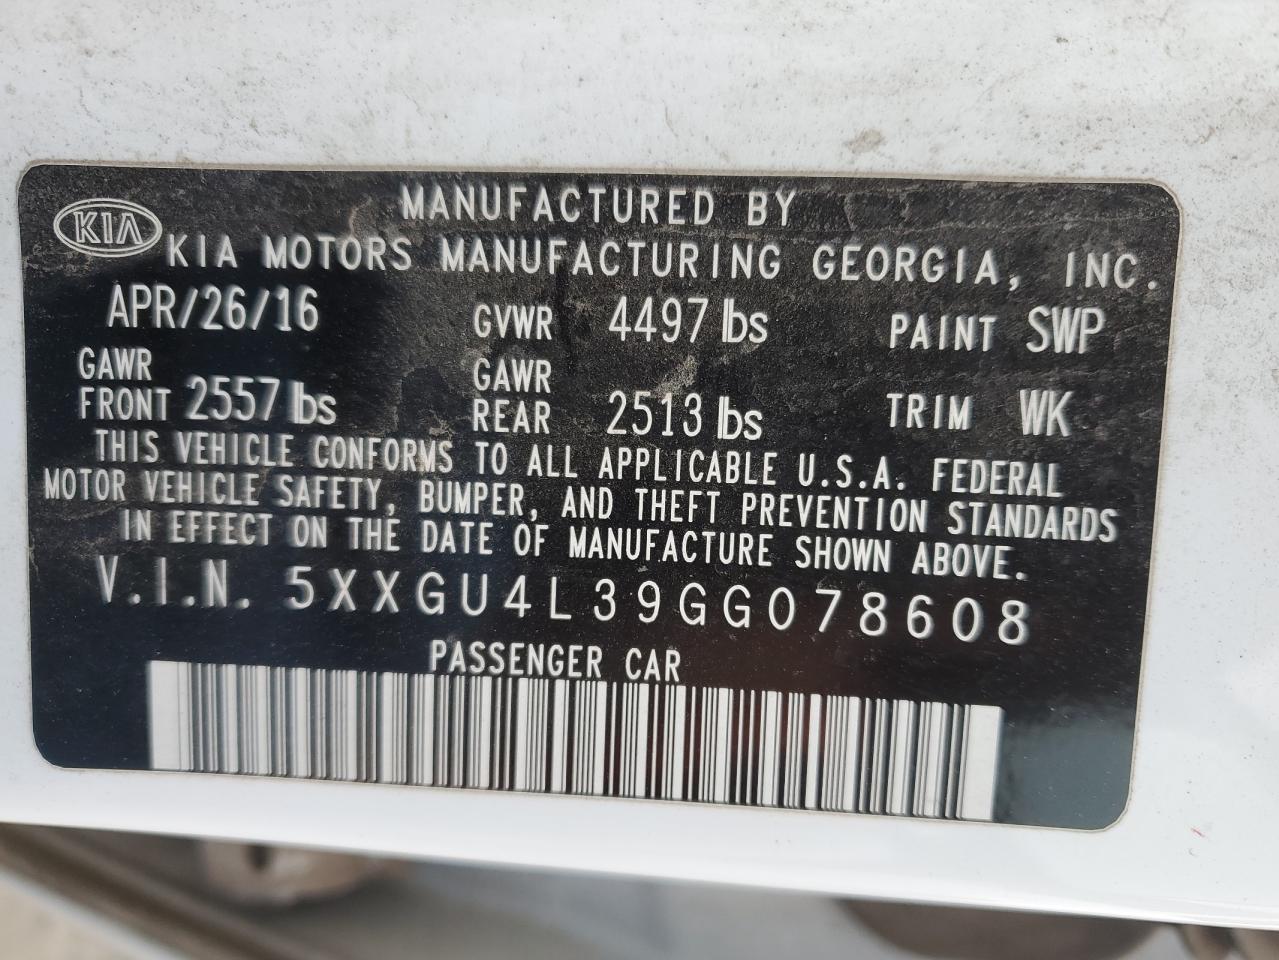 MANUFACTURED BY
KIA KIA MOTORS MANUFACTURING GEORGIA, INC.
APR/26/16 GVWR 4497 lbs PAINT SWP
GAWR FRONT 2557 lbs GAWR REAR 2513 lbs TRIM WK
THIS VEHICLE CONFORMS TO ALL APPLICABLE U.S.A. FEDERAL
MOTOR VEHICLE SAFETY, BUMPER, AND THEFT PREVENTION STANDARDS
IN EFFECT ON THE DATE OF MANUFACTURE SHOWN ABOVE.
V.I.N. 5XXGU4L39GG078608
PASSENGER CAR